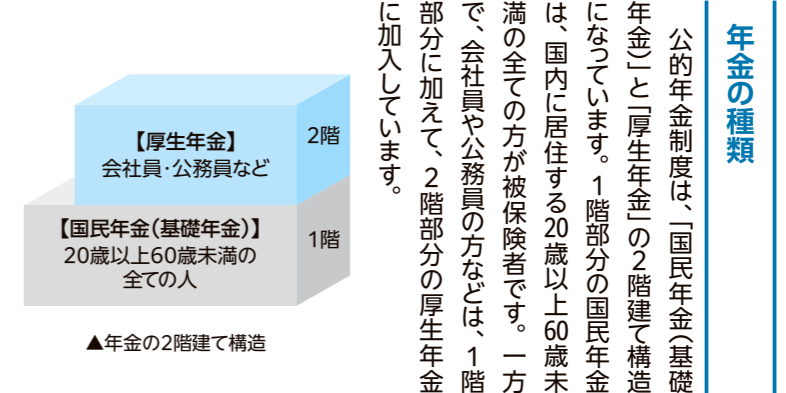 年金の種類
公的年金制度は、「国民年金(基礎
年金)」と「厚生年金」の2階建て構造
になっています。1階部分の国民年金
は、国内に居住する20歳以上60歳未
満の全ての方が被保険者です。一方
で、会社員や公務員の方などは、1階
部分に加えて、2階部分の厚生年金
に加入しています。
【厚生年金】
会社員・公務員など
2階
【国民年金(基礎年金)】
20歳以上60歳未満の
全ての人
1階
▲年金の2階建て構造